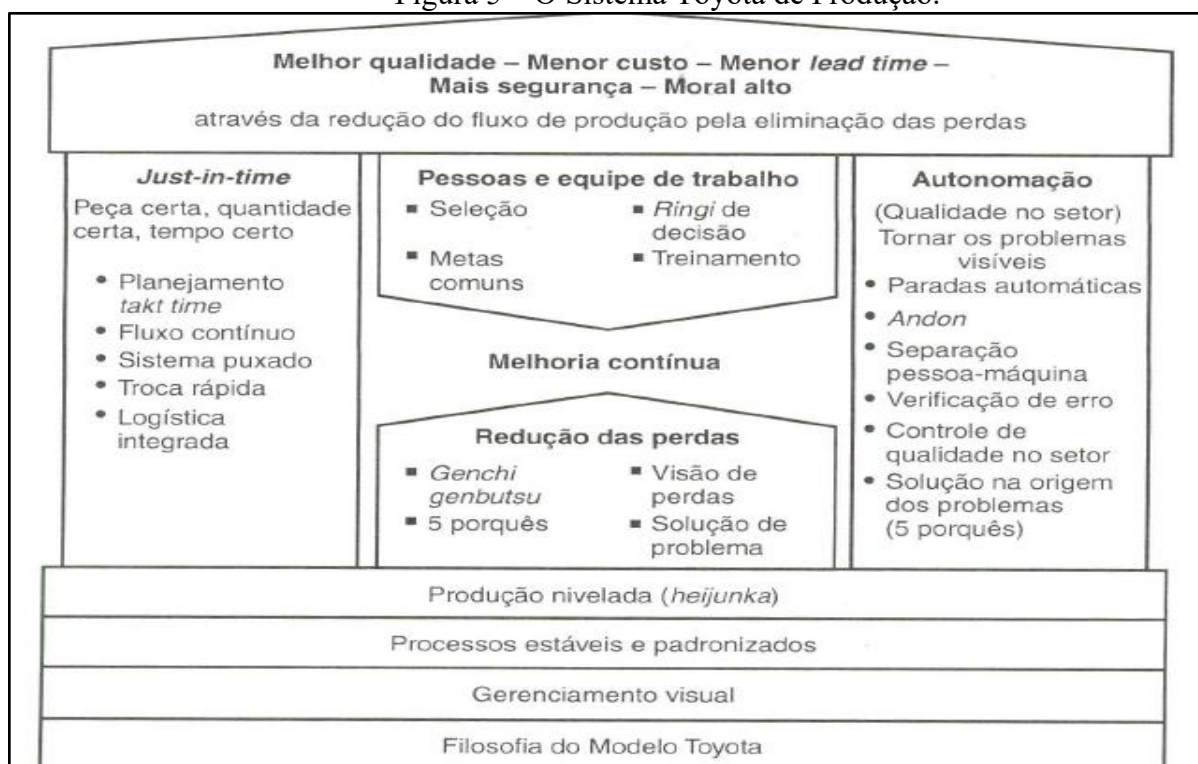 Figura 5 – O Sistema Toyota de Produção.
Melhor qualidade – Menor custo – Menor lead time –
Mais segurança – Moral alto
através da redução do fluxo de produção pela eliminação das perdas
Just-in-time
Peça certa, quantidade
certa, tempo certo
• Planejamento
takt time
• Fluxo contínuo
• Sistema puxado
• Troca rápida
• Logística
integrada
Pessoas e equipe de trabalho
▪ Seleção
▪ Metas
comuns
▪ Ringi de
decisão
▪ Treinamento
Melhoria contínua
Redução das perdas
▪ Genchi
genbutsu
▪ 5 porquês
▪ Visão de
perdas
▪ Solução de
problema
Autonomação
(Qualidade no setor)
Tornar os problemas
visíveis
• Paradas automáticas
• Andon
• Separação
pessoa-máquina
• Verificação de erro
• Controle de
qualidade no setor
• Solução na origem
dos problemas
(5 porquês)
Produção nivelada (heijunka)
Processos estáveis e padronizados
Gerenciamento visual
Filosofia do Modelo Toyota